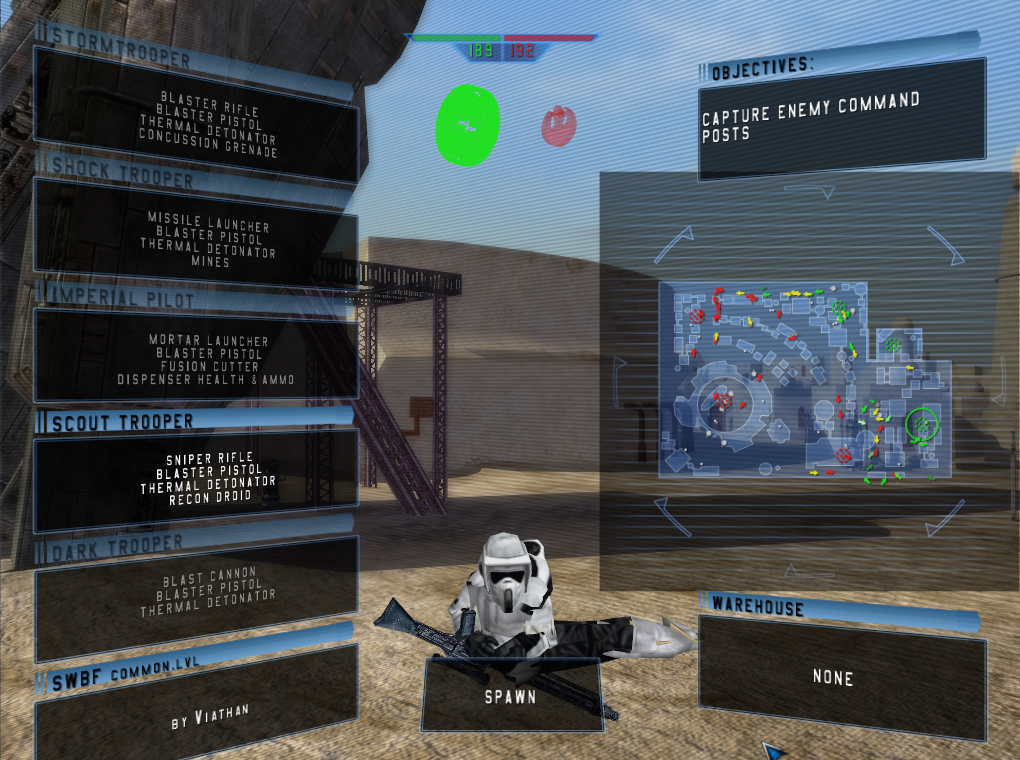 STORMTROOPER
BLASTER RIFLE
BLASTER PISTOL
THERMAL DETONATOR
CONCUSSION GRENADE
SHOCK TROOPER
MISSILE LAUNCHER
BLASTER PISTOL
THERMAL DETONATOR
MINES
IMPERIAL PILOT
MORTAR LAUNCHER
BLASTER PISTOL
FUSION CUTTER
DISPENSER HEALTH & AMMO
SCOUT TROOPER
SNIPER RIFLE
BLASTER PISTOL
THERMAL DETONATOR
RECON DROID
DARK TROOPER
BLAST CANNON
BLASTER PISTOL
THERMAL DETONATOR
SWBF COMMON.LVL
BY VIATHAN
189 192
SPAWN
OBJECTIVES:
CAPTURE ENEMY COMMAND
POSTS
WAREHOUSE
NONE